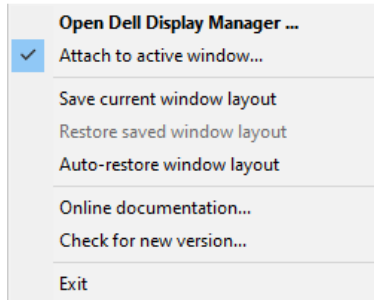 Open Dell Display Manager ...
Attach to active window...
Save current window layout
Restore saved window layout
Auto-restore window layout
Online documentation...
Check for new version...
Exit